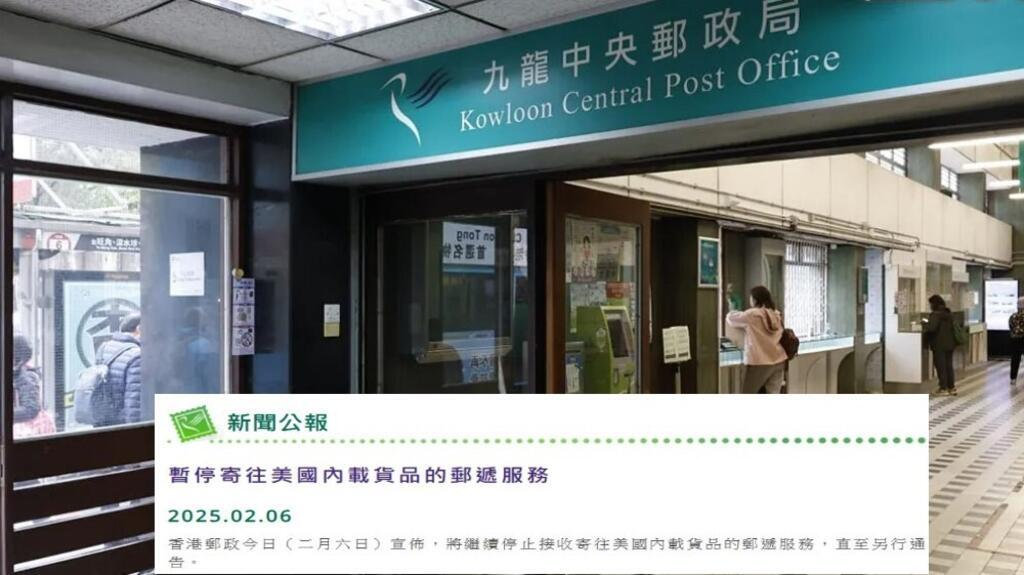 九龍中央郵政局
Kowloon Central Post Office
新聞公報
暫停寄往美國內載貨品的郵遞服務
2025.02.06
香港郵政今日（二月六日）宣佈，將繼續停止接收寄往美國內載貨品的郵遞服務，直至另行通
告。